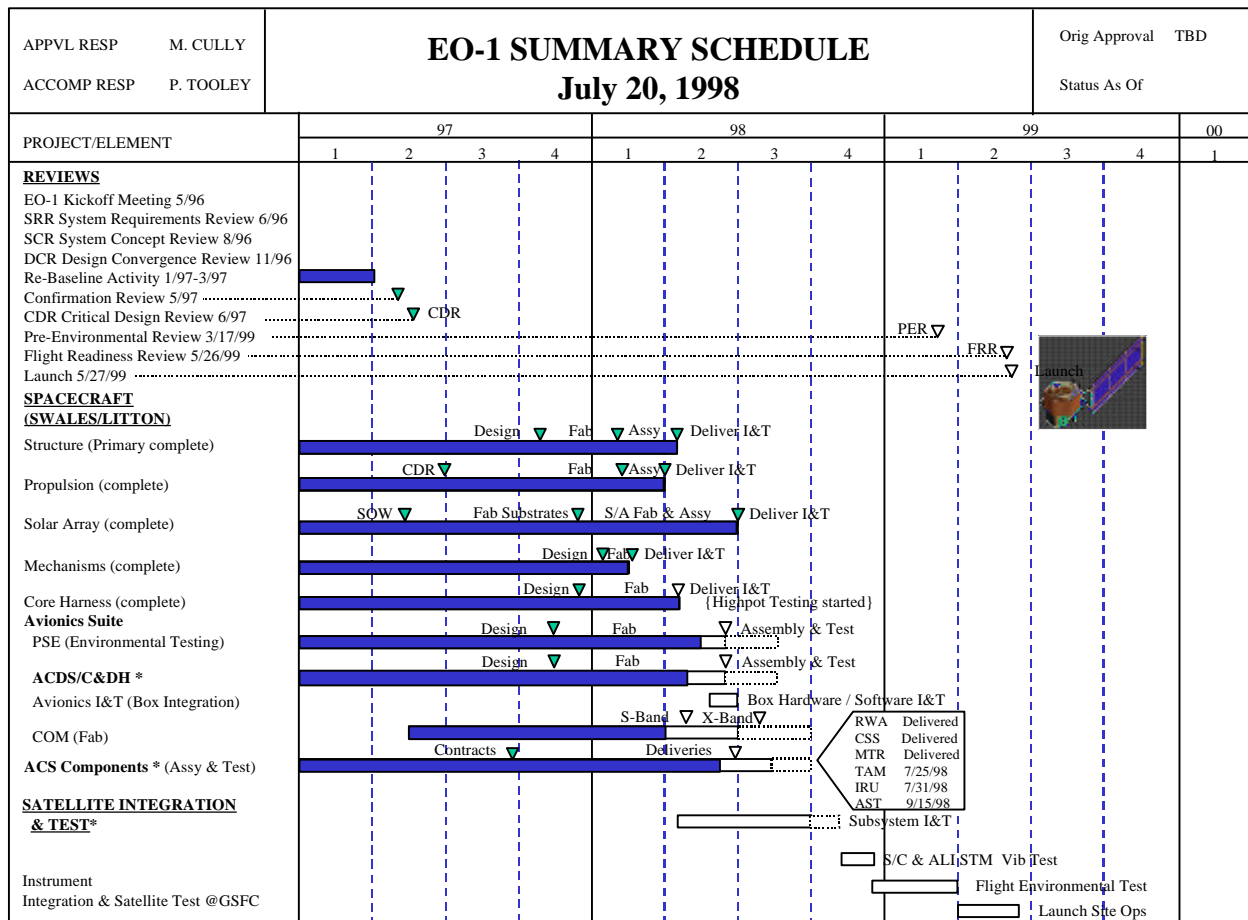 APPVL RESP M. CULLY
ACCOMP RESP P. TOOLEY
EO-1 SUMMARY SCHEDULE
July 20, 1998
Orig Approval TBD
Status As Of
PROJECT/ELEMENT
97 98 99 00
1 2 3 4 1 2 3 4 1 2 3 4 1
REVIEWS
EO-1 Kickoff Meeting 5/96
SRR System Requirements Review 6/96
SCR System Concept Review 8/96
DCR Design Convergence Review 11/96
Re-Baseline Activity 1/97-3/97
Confirmation Review 5/97
CDR Critical Design Review 6/97 CDR
Pre-Environmental Review 3/17/99 PER
Flight Readiness Review 5/26/99 FRR
Launch 5/27/99 Launch
SPACECRAFT
(SWALES/LITTON)
Design Fab Assy Deliver I&T
Structure (Primary complete)
CDR Fab Assy Deliver I&T
Propulsion (complete)
SOW Fab Substrates S/A Fab & Assy Deliver I&T
Solar Array (complete)
Design Fab Deliver I&T
Mechanisms (complete)
Design Fab Deliver I&T
Core Harness (complete) {Highpot Testing started}
Avionics Suite
Design Fab Assembly & Test
PSE (Environmental Testing)
Design Fab Assembly & Test
ACDS/C&DH *
Avionics I&T (Box Integration) Box Hardware / Software I&T
S-Band X-Band
COM (Fab)
Contracts Deliveries
ACS Components * (Assy & Test)
RWA Delivered
CSS Delivered
MTR Delivered
TAM 7/25/98
IRU 7/31/98
AST 9/15/98
SATELLITE INTEGRATION
& TEST*
Subsystem I&T
S/C & ALI STM Vib Test
Instrument
Flight Environmental Test
Integration & Satellite Test @GSFC
Launch Site Ops